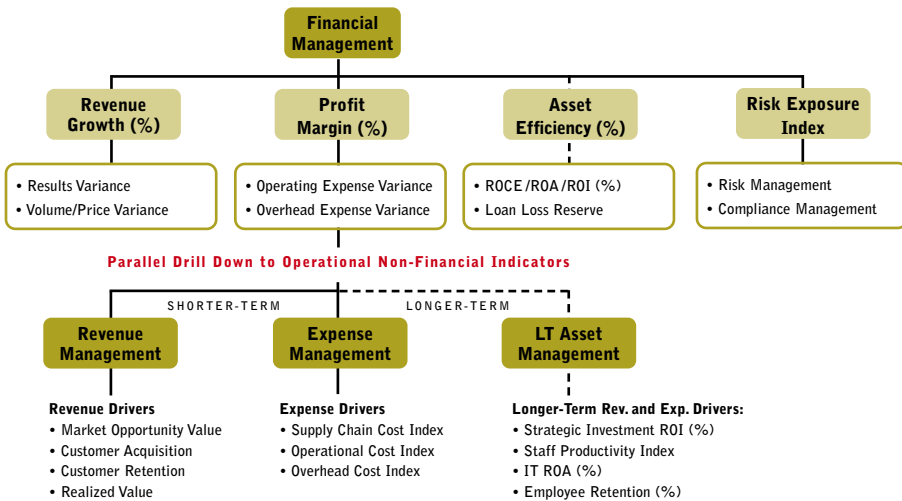 Financial
Management
Revenue
Growth (%)
Profit
Margin (%)
Asset
Efficiency (%)
Risk Exposure
Index
• Results Variance
• Volume/Price Variance
• Operating Expense Variance
• Overhead Expense Variance
• ROCE/ROA/ROI (%)
• Loan Loss Reserve
• Risk Management
• Compliance Management
Parallel Drill Down to Operational Non-Financial Indicators
SHORTER-TERM
LONGER-TERM
Revenue
Management
Expense
Management
LT Asset
Management
Revenue Drivers
• Market Opportunity Value
• Customer Acquisition
• Customer Retention
• Realized Value
Expense Drivers
• Supply Chain Cost Index
• Operational Cost Index
• Overhead Cost Index
Longer-Term Rev. and Exp. Drivers:
• Strategic Investment ROI (%)
• Staff Productivity Index
• IT ROA (%)
• Employee Retention (%)